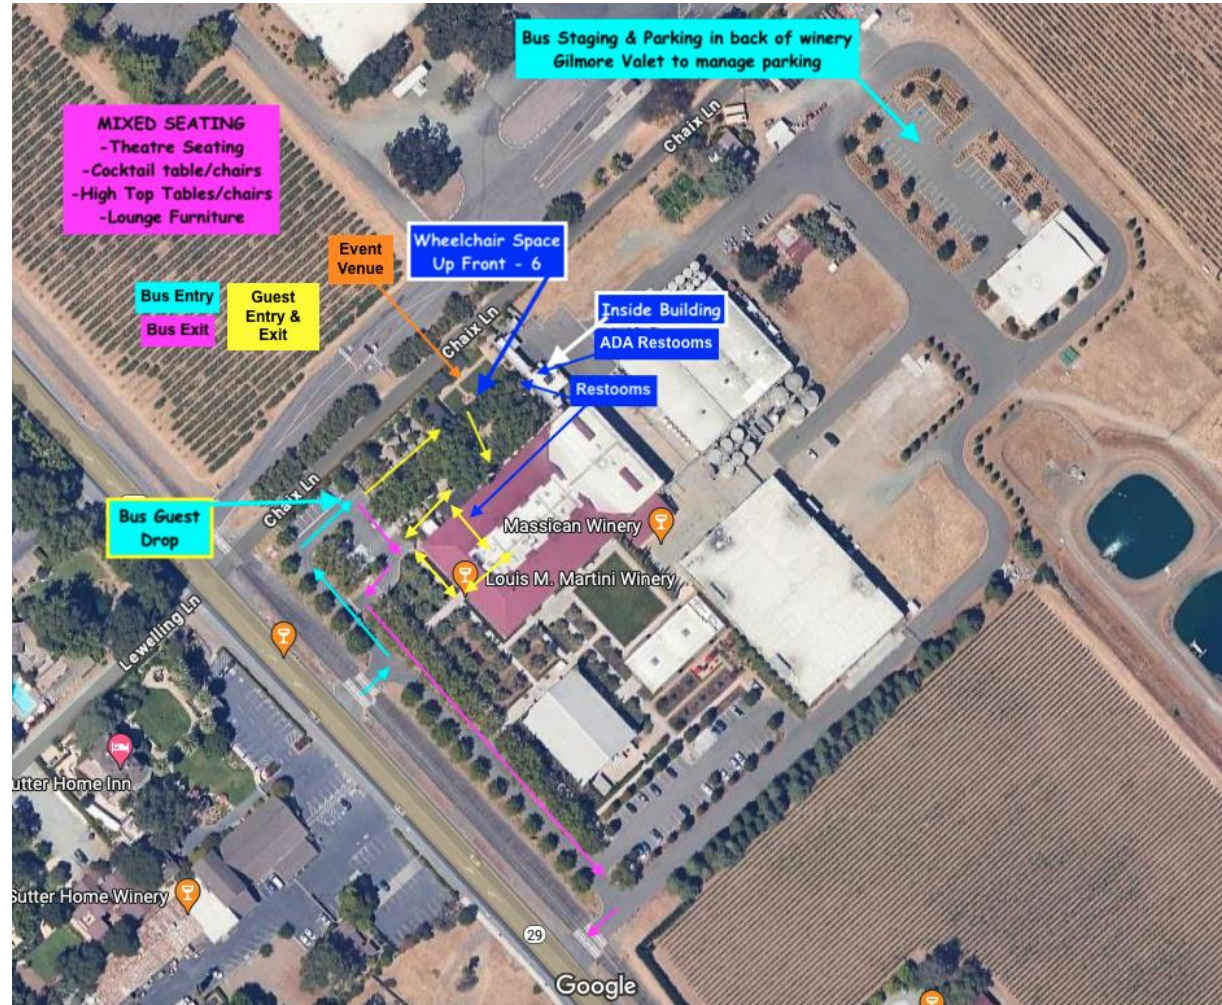 Bus Staging & Parking in back of winery
Gilmore Valet to manage parking
MIXED SEATING
-Theatre Seating
-Cocktail table/chairs
-High Top Tables/chairs
-Lounge Furniture
Chaix Ln
Event
Venue
Wheelchair Space
Up Front - 6
Bus Entry
Bus Exit
Guest
Entry &
Exit
Inside Building
ADA Restooms
Restooms
Chaix Ln
Chaix Ln
Bus Guest
Drop
Massican Winery
Louis M. Martini Winery
Lewelling Ln
utter Home Inn
Sutter Home Winery
29
Google